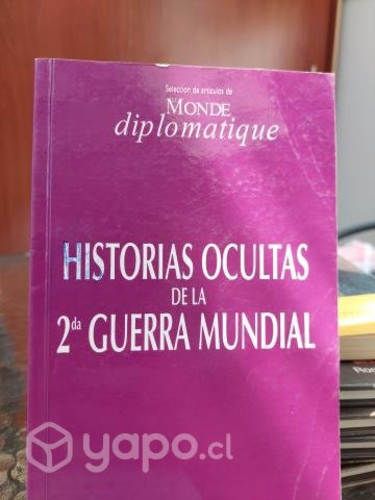 Selección de artículos de
MONDE
diplomatique
HISTORIAS OCULTAS
DE LA
2da GUERRA MUNDIAL
yapo.cl